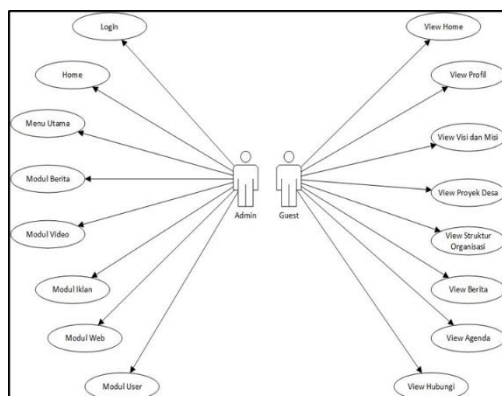 LogIn
Home
Menu Utama
Modul Berita
Modul Video
Modul Iklan
Modul Web
Modul User
Admin
Guest
View Home
View Profil
View Visi dan Misi
View Proyek Desa
View Struktur
Organisasi
View Berita
View Agenda
View Hubungi